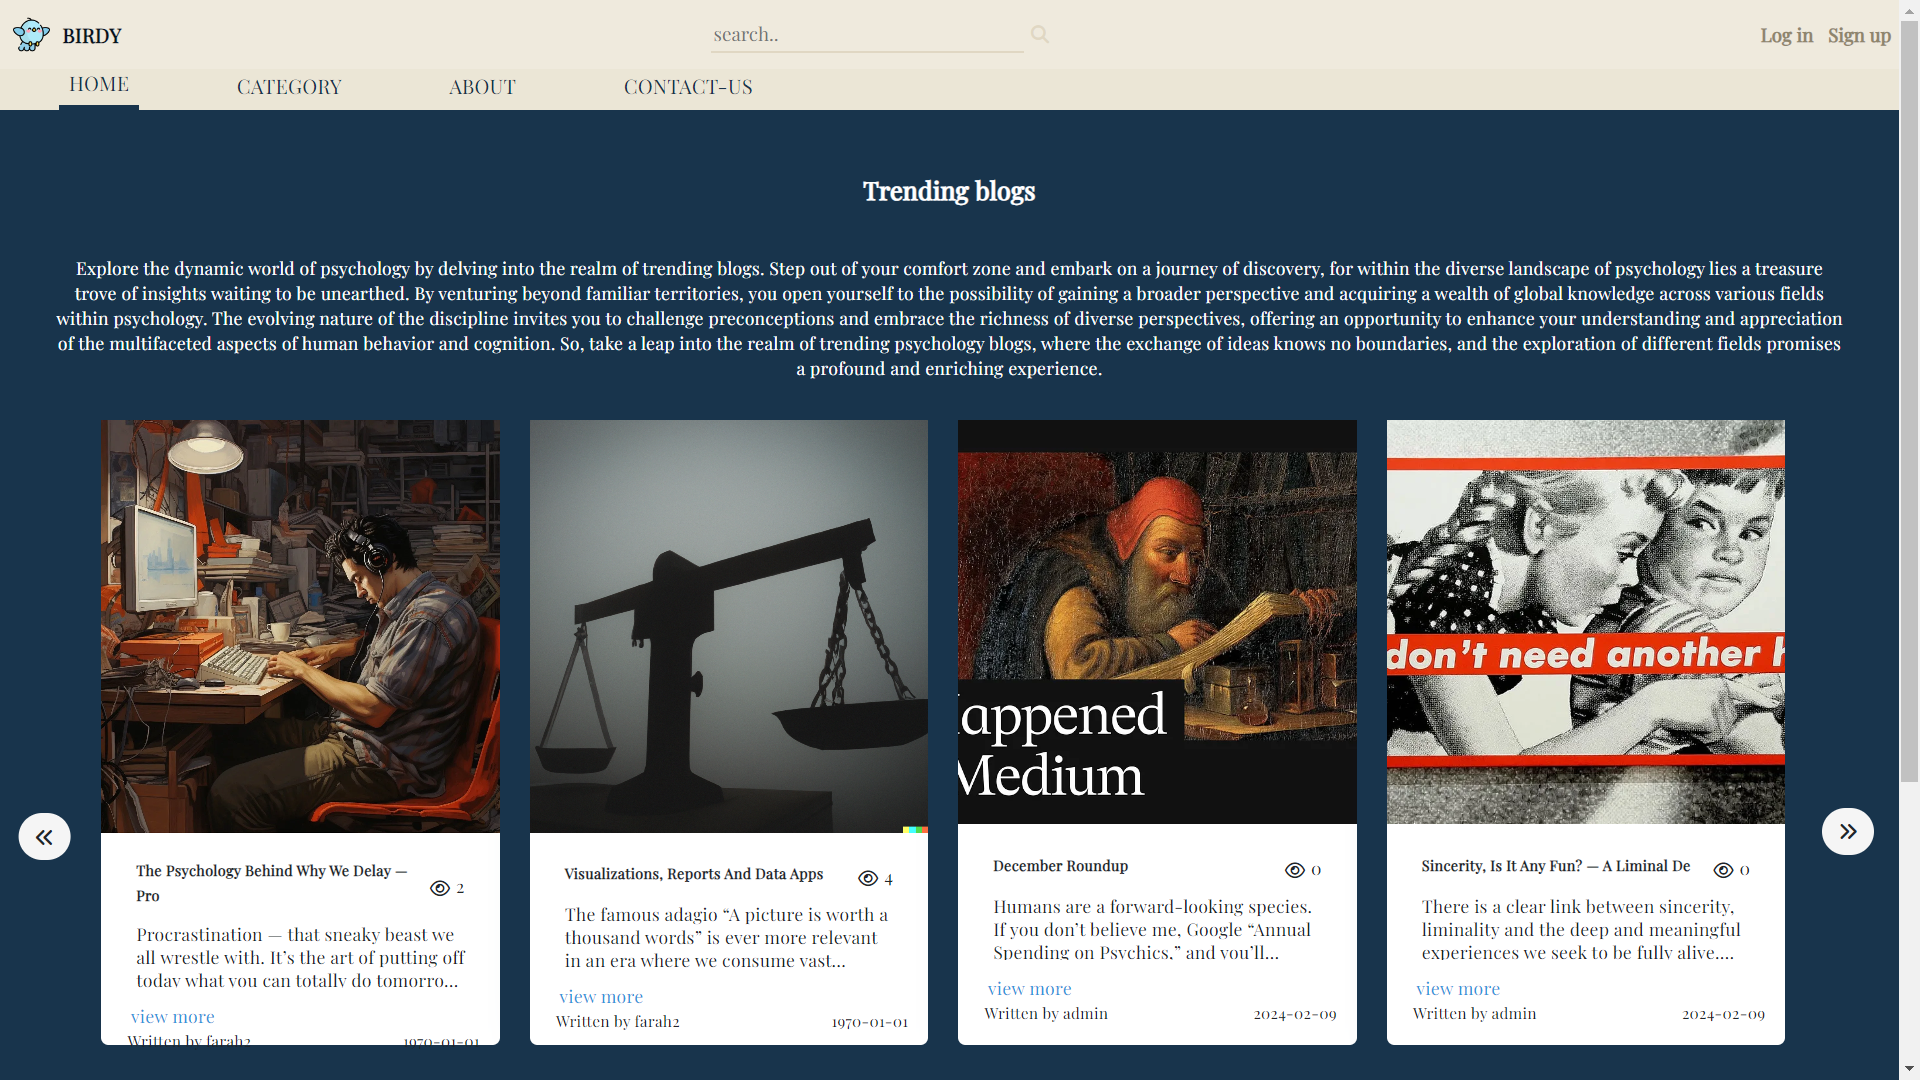 BIRDY
search..
Log in Sign up
HOME CATEGORY ABOUT CONTACT-US
Trending blogs
Explore the dynamic world of psychology by delving into the realm of trending blogs. Step out of your comfort zone and embark on a journey of discovery, for within the diverse landscape of psychology lies a treasure
trove of insights waiting to be unearthed. By venturing beyond familiar territories, you open yourself to the possibility of gaining a broader perspective and acquiring a wealth of global knowledge across various fields
within psychology. The evolving nature of the discipline invites you to challenge preconceptions and embrace the richness of diverse perspectives, offering an opportunity to enhance your understanding and appreciation
of the multifaceted aspects of human behavior and cognition. So, take a leap into the realm of trending psychology blogs, where the exchange of ideas knows no boundaries, and the exploration of different fields promises
a profound and enriching experience.
The Psychology Behind Why We Delay —
Pro
2
Procrastination — that sneaky beast we
all wrestle with. It's the art of putting off
today what you can totally do tomorro...
view more
Written by farah2 1970-01-01
Visualizations, Reports And Data Apps
4
The famous adagio “A picture is worth a
thousand words” is ever more relevant
in an era where we consume vast...
view more
Written by farah2 1970-01-01
appened
Medium
December Roundup
0
Humans are a forward-looking species.
If you don’t believe me, Google “Annual
Spending on Psychics,” and you’ll...
view more
Written by admin 2024-02-09
don't need another h
Sincerity, Is It Any Fun? — A Liminal De
0
There is a clear link between sincerity,
liminality and the deep and meaningful
experiences we seek to be fully alive....
view more
Written by admin 2024-02-09